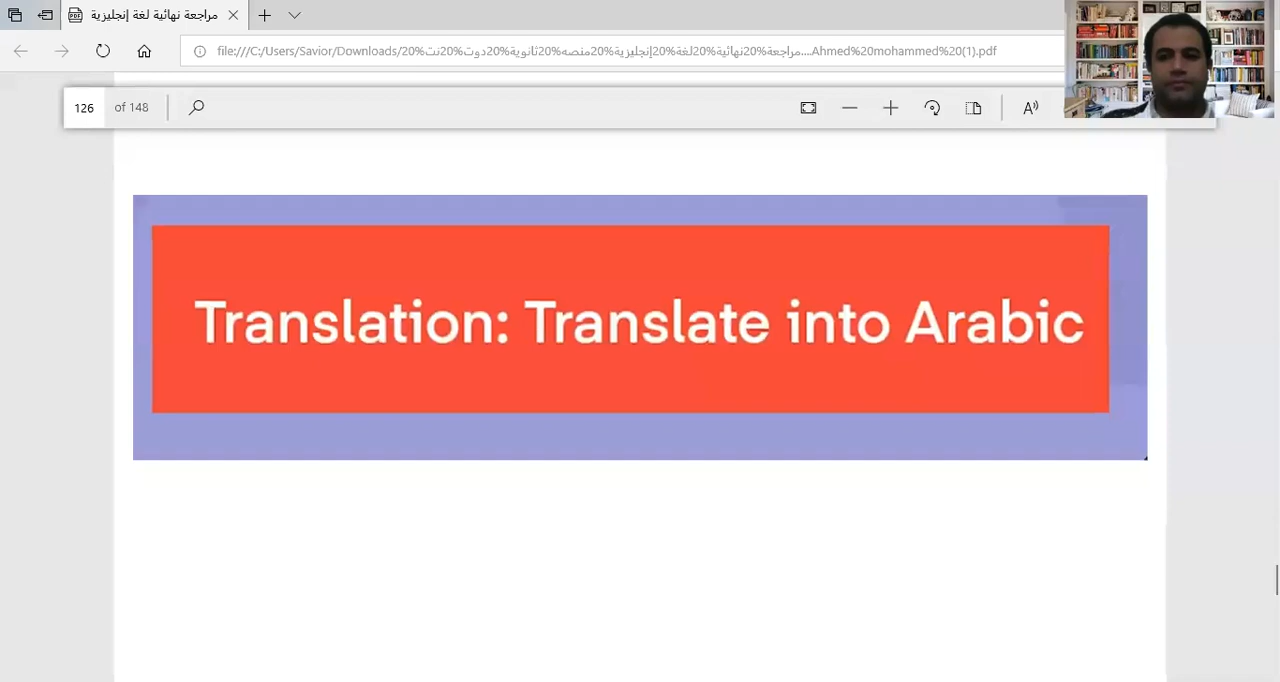 مراجعة نهائية لغة إنجليزية
file:///C:/Users/Savior/Downloads/مراجعة%20نهائية%20لغة%20إنجليزية%20منصه%20ثانوية%20دوت%20نت%20....Ahmed%20mohammed%20(1).pdf
126 of 148
Translation: Translate into Arabic